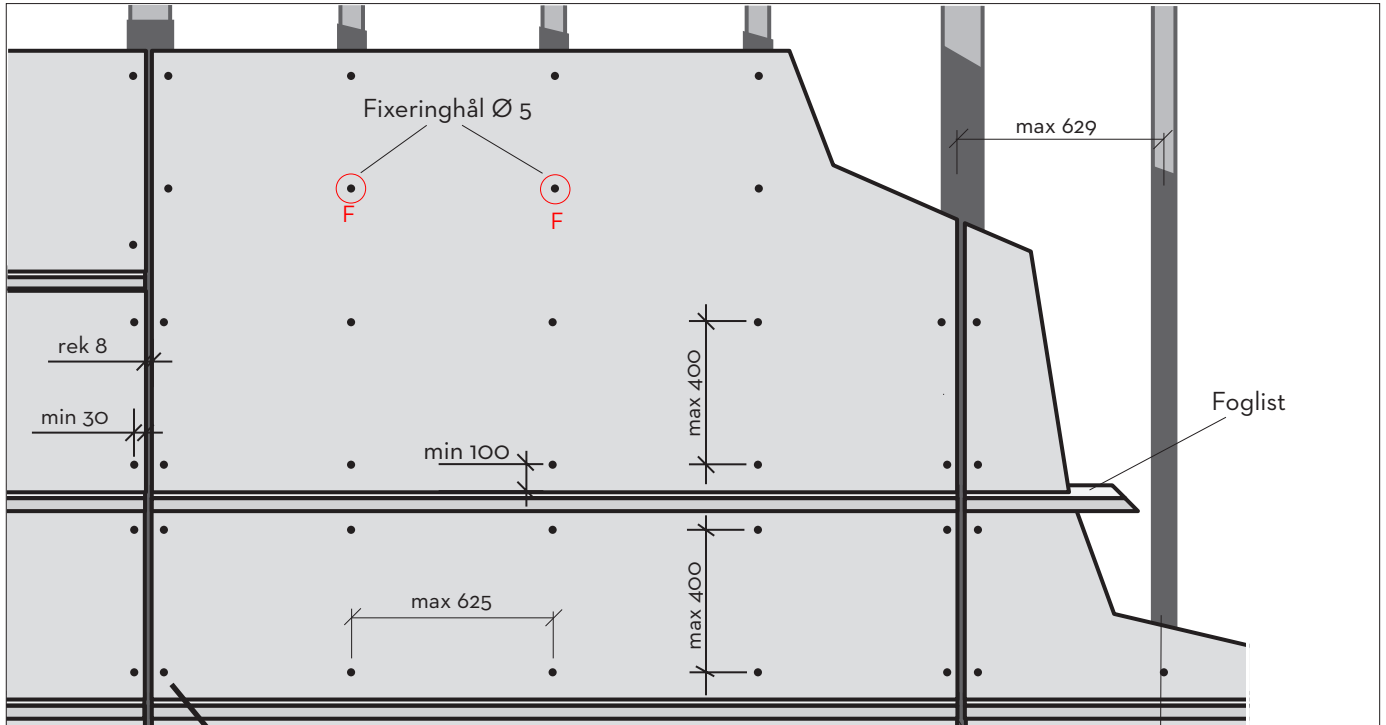 Fixeringhål Ø 5
max 629
F
F
rek 8
max 400
Foglist
min 30
min 100
max 400
max 625